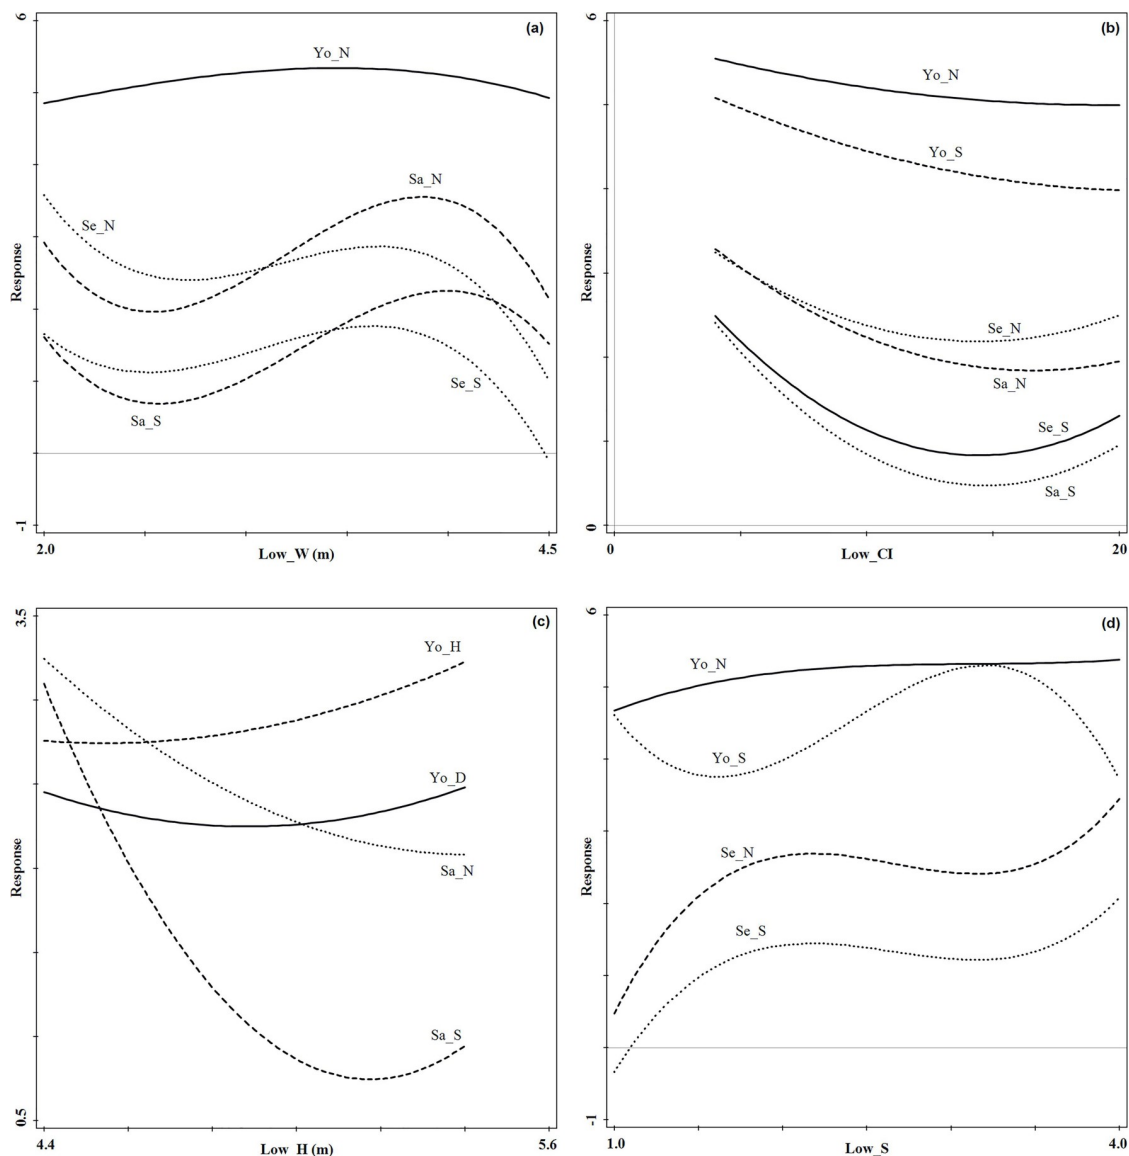 6
(a)
Yo_N
Sa_N
Se_N
Response
Se_S
Sa_S
-1
2.0
Low_W (m)
4.5
6
(b)
Yo_N
Yo_S
Response
Se_N
Sa_N
Se_S
Sa_S
0
0
Low_CI
20
3.5
(c)
Yo_H
Yo_D
Response
Sa_N
Sa_S
0.5
4.4
Low_H (m)
5.6
6
(d)
Yo_N
Yo_S
Se_N
Response
Se_S
-1
1.0
Low_S
4.0